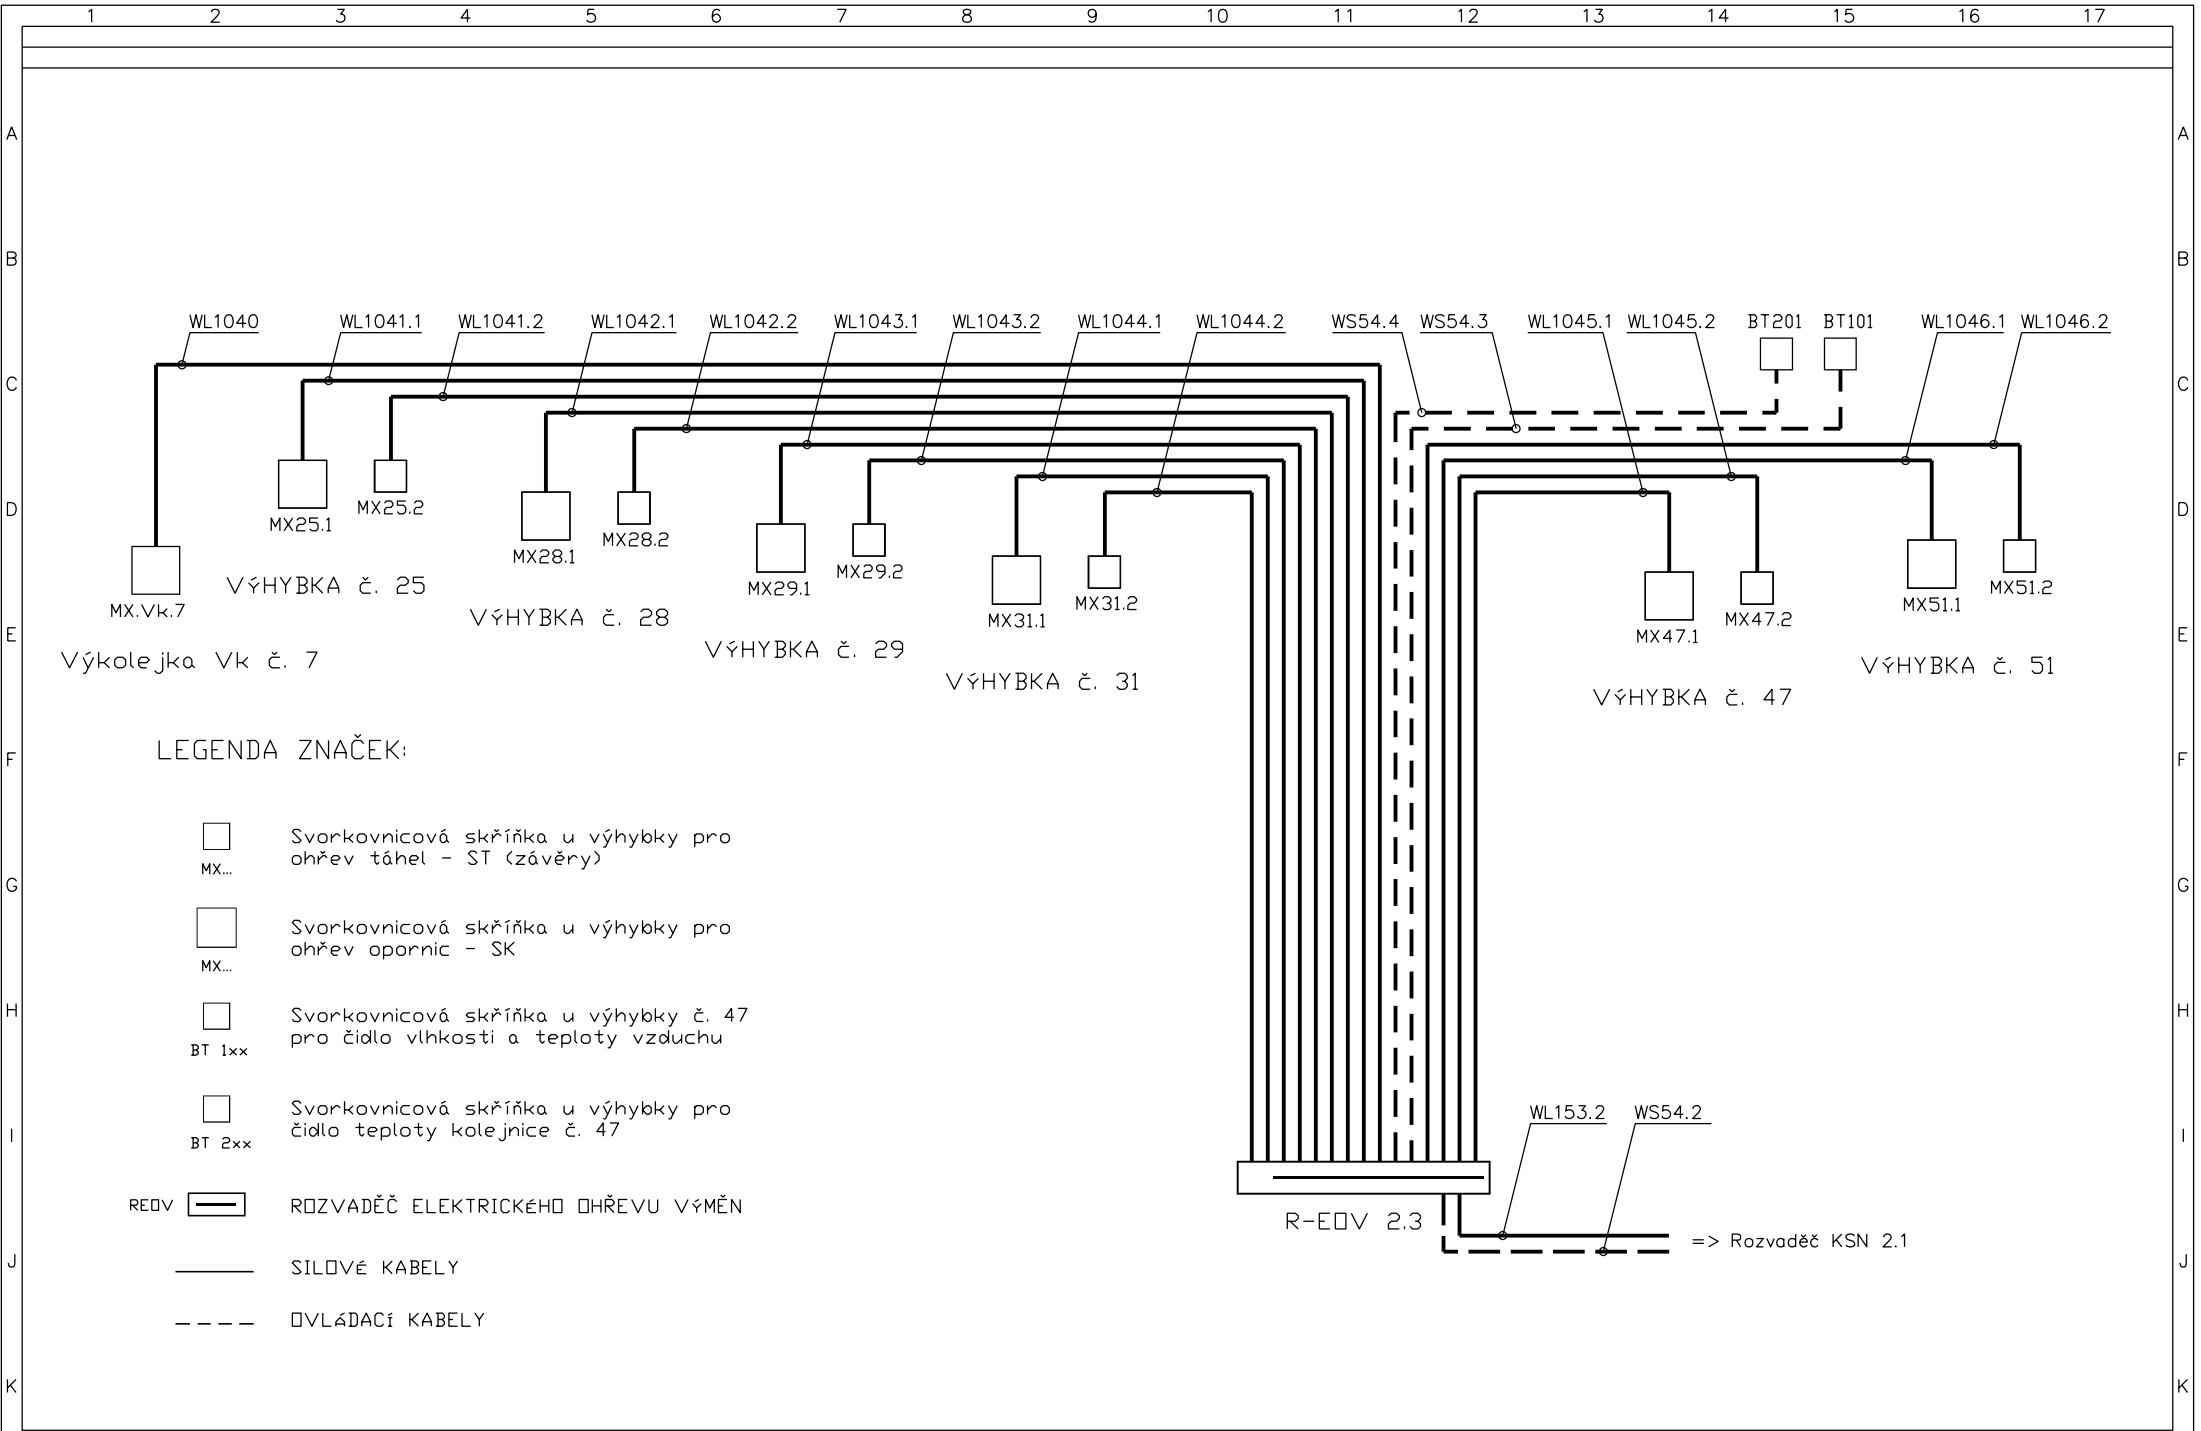 1 2 3 4 5 6 7 8 9 10 11 12 13 14 15 16 17
A A
B B
WL1040 WL1041.1 WL1041.2 WL1042.1 WL1042.2 WL1043.1 WL1043.2 WL1044.1 WL1044.2 WS54.4 WS54.3 WL1045.1 WL1045.2 BT201 BT101 WL1046.1 WL1046.2
C C
D D
MX25.1 MX25.2 MX28.1 MX28.2 MX29.1 MX29.2 MX31.1 MX31.2 MX47.1 MX47.2 MX51.1 MX51.2
MX.Vk.7
VÝHYBKA č. 25
VÝHYBKA č. 28
E E
VÝHYBKA č. 29
Výkolejka Vk č. 7
VÝHYBKA č. 51
VÝHYBKA č. 31
VÝHYBKA č. 47
LEGENDA ZNAČEK:
F F
Svorkovnicová skříňka u výhybky pro
ohřev táhel - ST (závěry)
MX...
G G
Svorkovnicová skříňka u výhybky pro
ohřev opornic - SK
MX...
H H
Svorkovnicová skříňka u výhybky č. 47
pro čidlo vlhkosti a teploty vzduchu
BT 1xx
Svorkovnicová skříňka u výhybky pro
čidlo teploty kolejnice č. 47
BT 2xx
WL153.2 WS54.2
I I
REOV ROZVADĚČ ELEKTRICKÉHO OHŘEVU VÝMĚN
R-EOV 2.3
=> Rozvaděč KSN 2.1
J J
SILOVÉ KABELY
OVLÁDACÍ KABELY
K K